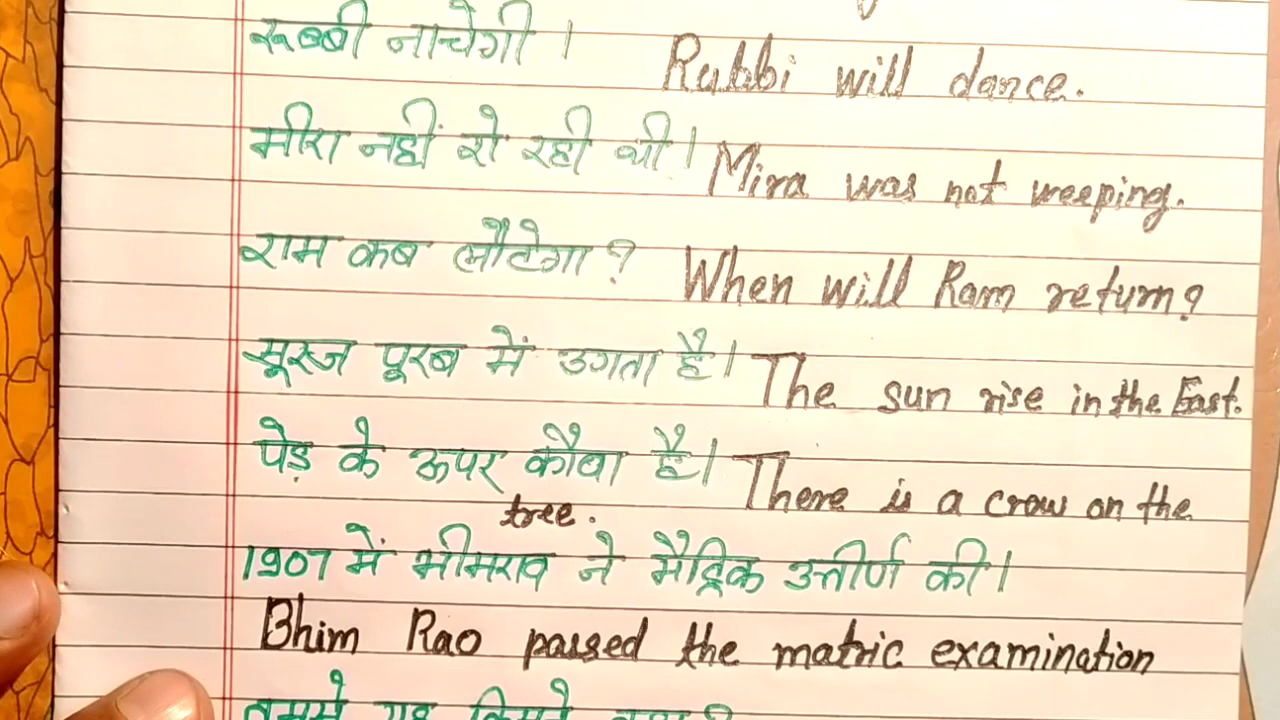 रूब्बी नाचेगी । Rubbi will dance.
मीरा नहीं रो रही थी । Mira was not weeping.
राम कब लौटेगा ? When will Ram return?
सूरज पूरब में उगता है । The sun rise in the East.
पेड़ के ऊपर कौवा है । There is a crow on the
tree.
1907 में भीमराव ने मैट्रिक उत्तीर्ण की ।
Bhim Rao passed the matric examination